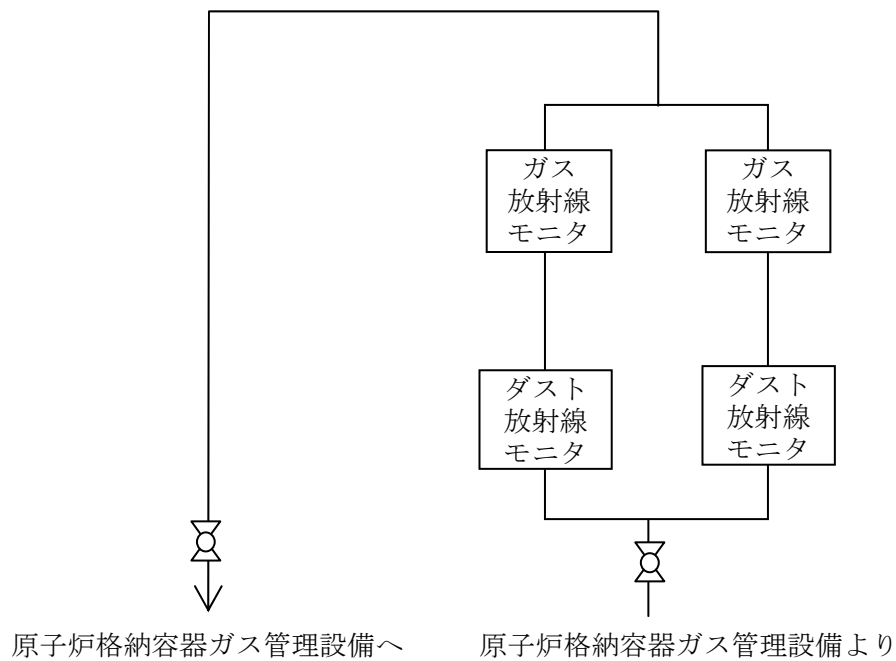 ガス
放射線
モニタ
ガス
放射線
モニタ
ダスト
放射線
モニタ
ダスト
放射線
モニタ
原子炉格納容器ガス管理設備へ
原子炉格納容器ガス管理設備より